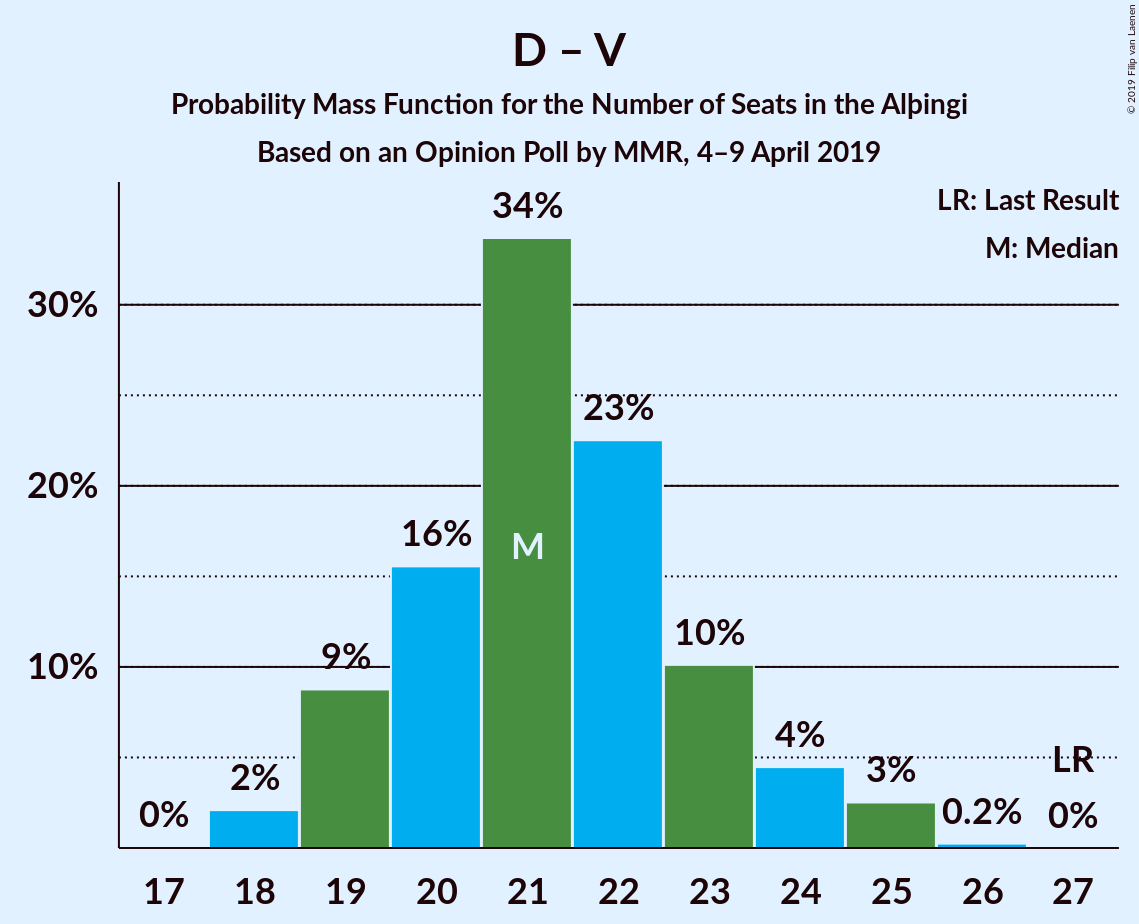 D – V
Probability Mass Function for the Number of Seats in the Alþingi
Based on an Opinion Poll by MMR, 4–9 April 2019
© 2019 Filip van Laenen
LR: Last Result
M: Median
34%
30%
23%
20%
16%
M
10%
9%
10%
4%
LR
3%
2%
0%
0.2%
0%
17 18 19 20 21 22 23 24 25 26 27